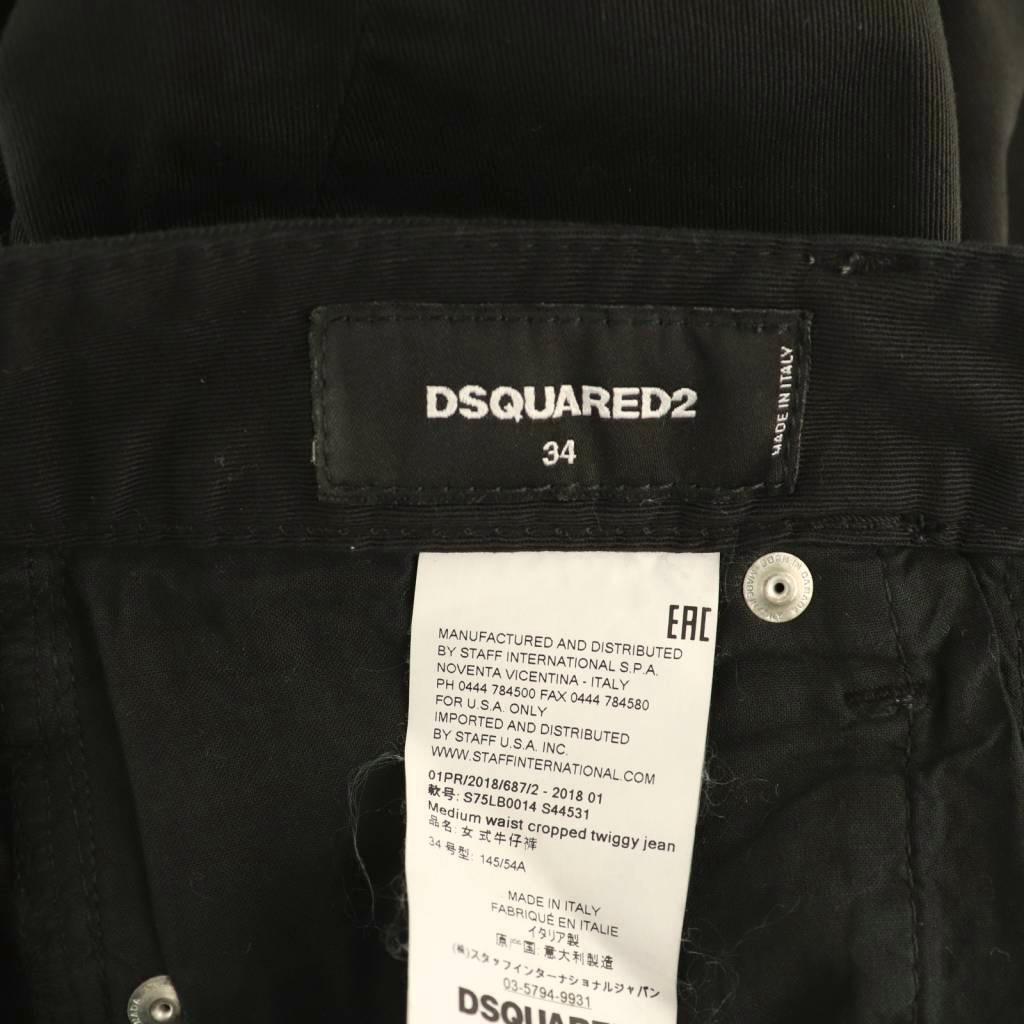 DSQUARED2
34
MADE IN ITALY
EAC
MANUFACTURED AND DISTRIBUTED
BY STAFF INTERNATIONAL S.P.A.
NOVENTA VICENTINA - ITALY
PH 0444 784500 FAX 0444 784580
FOR U.S.A. ONLY
IMPORTED AND DISTRIBUTED
BY STAFF U.S.A. INC.
WWW.STAFFINTERNATIONAL.COM
01PR/2018/687/2 - 2018 01
款号: S75LB0014 S44531
Medium waist cropped twiggy jean
品名: 女 式牛仔裤
34 号型: 145/54A
MADE IN ITALY
FABRIQUÉ EN ITALIE
イタリア製
原产国: 意大利製造
(株)スタッフインターナショナルジャパン
03-5794-9931